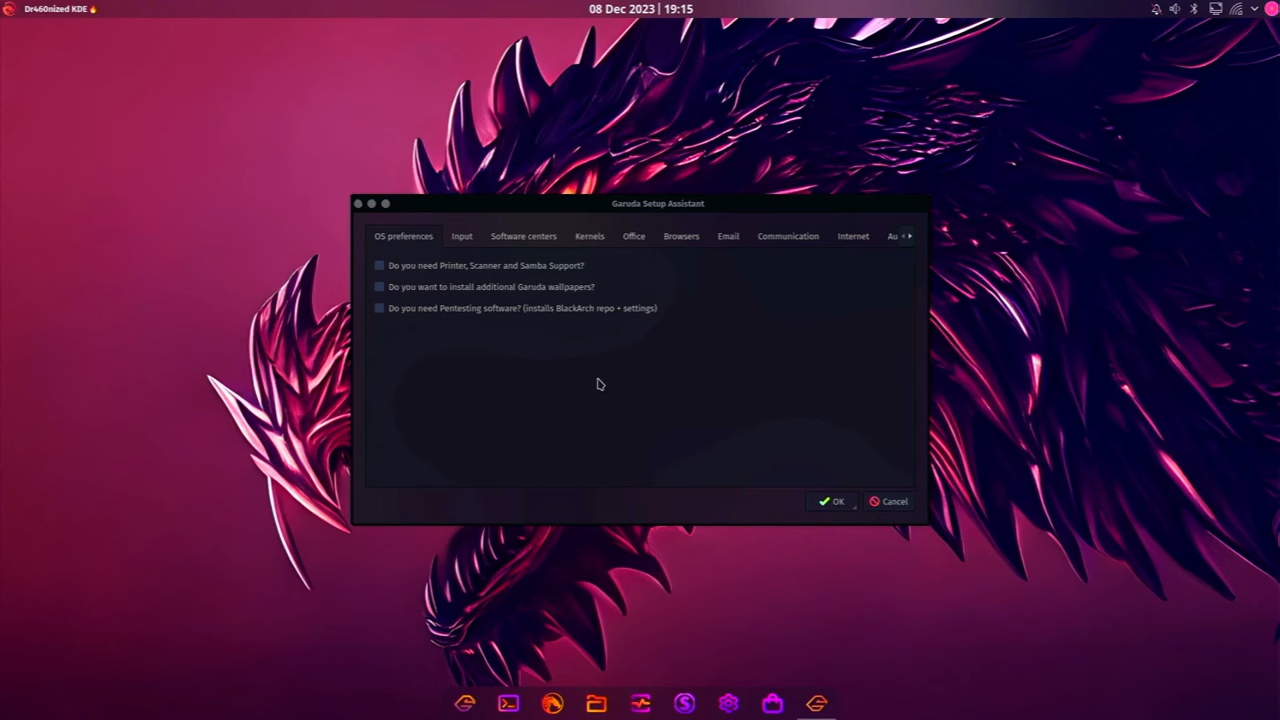 Dr460nized KDE 🔥
08 Dec 2023 | 19:15
Garuda Setup Assistant
OS preferences Input Software centers Kernels Office Browsers Email Communication Internet Au
Do you need Printer, Scanner and Samba Support?
Do you want to install additional Garuda wallpapers?
Do you need Pentesting software? (installs BlackArch repo + settings)
OK Cancel